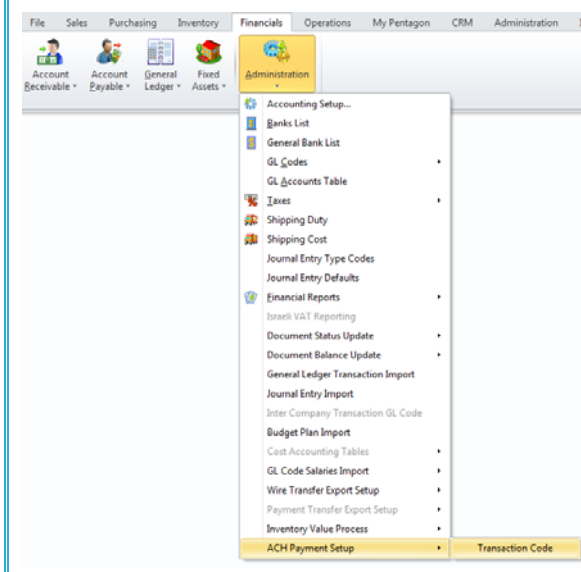 File Sales Purchasing Inventory Financials Operations My Pentagon CRM Administration
Account Receivable
Account Payable
General Ledger
Fixed Assets
Administration
Accounting Setup...
Banks List
General Bank List
GL Codes
GL Accounts Table
Taxes
Shipping Duty
Shipping Cost
Journal Entry Type Codes
Journal Entry Defaults
Financial Reports
Israeli VAT Reporting
Document Status Update
Document Balance Update
General Ledger Transaction Import
Journal Entry Import
Inter Company Transaction GL Code
Budget Plan Import
Cost Accounting Tables
GL Code Salaries Import
Wire Transfer Export Setup
Payment Transfer Export Setup
Inventory Value Process
ACH Payment Setup
Transaction Code